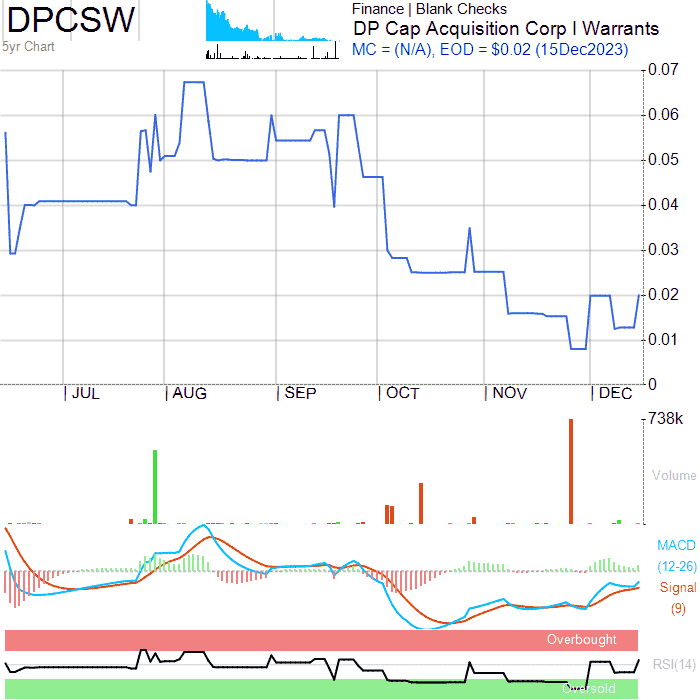 DPCSW
5yr Chart
Finance | Blank Checks
DP Cap Acquisition Corp I Warrants
MC = (N/A), EOD = $0.02 (15Dec2023)
0.07
0.06
0.05
0.04
0.03
0.02
0.01
0
JUL AUG SEP OCT NOV DEC
738k
Volume
MACD
(12-26)
Signal
(9)
Overbought
RSI(14)
Oversold